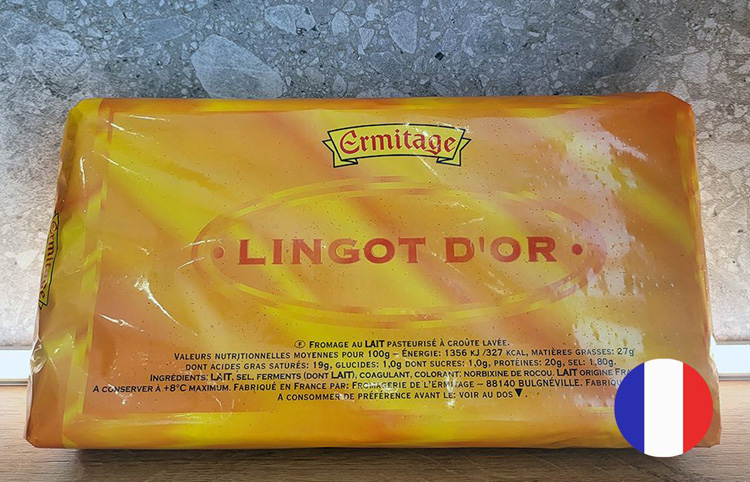 Ermitage
• LINGOT D'OR •
Ⓕ FROMAGE AU LAIT PASTEURISÉ À CROÛTE LAVÉE.
VALEURS NUTRITIONNELLES MOYENNES POUR 100g – ÉNERGIE: 1356 KJ /327 KCAL, MATIÈRES GRASSES: 27g
DONT ACIDES GRAS SATURÉS: 19g, GLUCIDES: 1,0g DONT SUCRES: 1,0g, PROTÉINES: 20g, SEL: 1,80g.
INGRÉDIENTS: LAIT, SEL, FERMENTS (DONT LAIT), COAGULANT, COLORANT: NORBIXINE DE ROCOU. LAIT ORIGINE
A CONSERVER A +8°C MAXIMUM. FABRIQUÉ EN FRANCE PAR: FROMAGERIE DE L'ERMITAGE – 88140 BULGNÉVILLE.
A CONSOMMER DE PRÉFÉRENCE AVANT LE: VOIR AU DOS ▼.
Ermitage